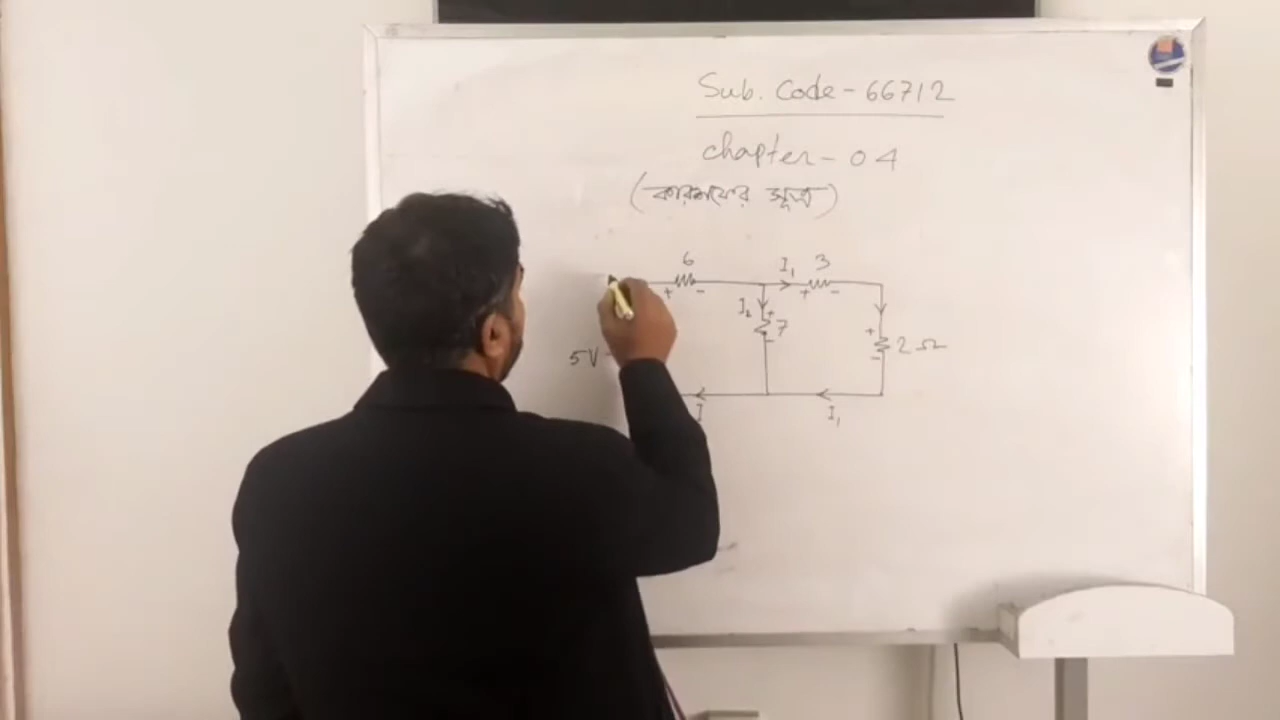 Sub. Code - 66712
chapter - 04
(কারশফের সূত্র)
6
I₁ 3
+ -
+ -
I₂
+
7
-
+
2 Ω
-
5V
I
I₁